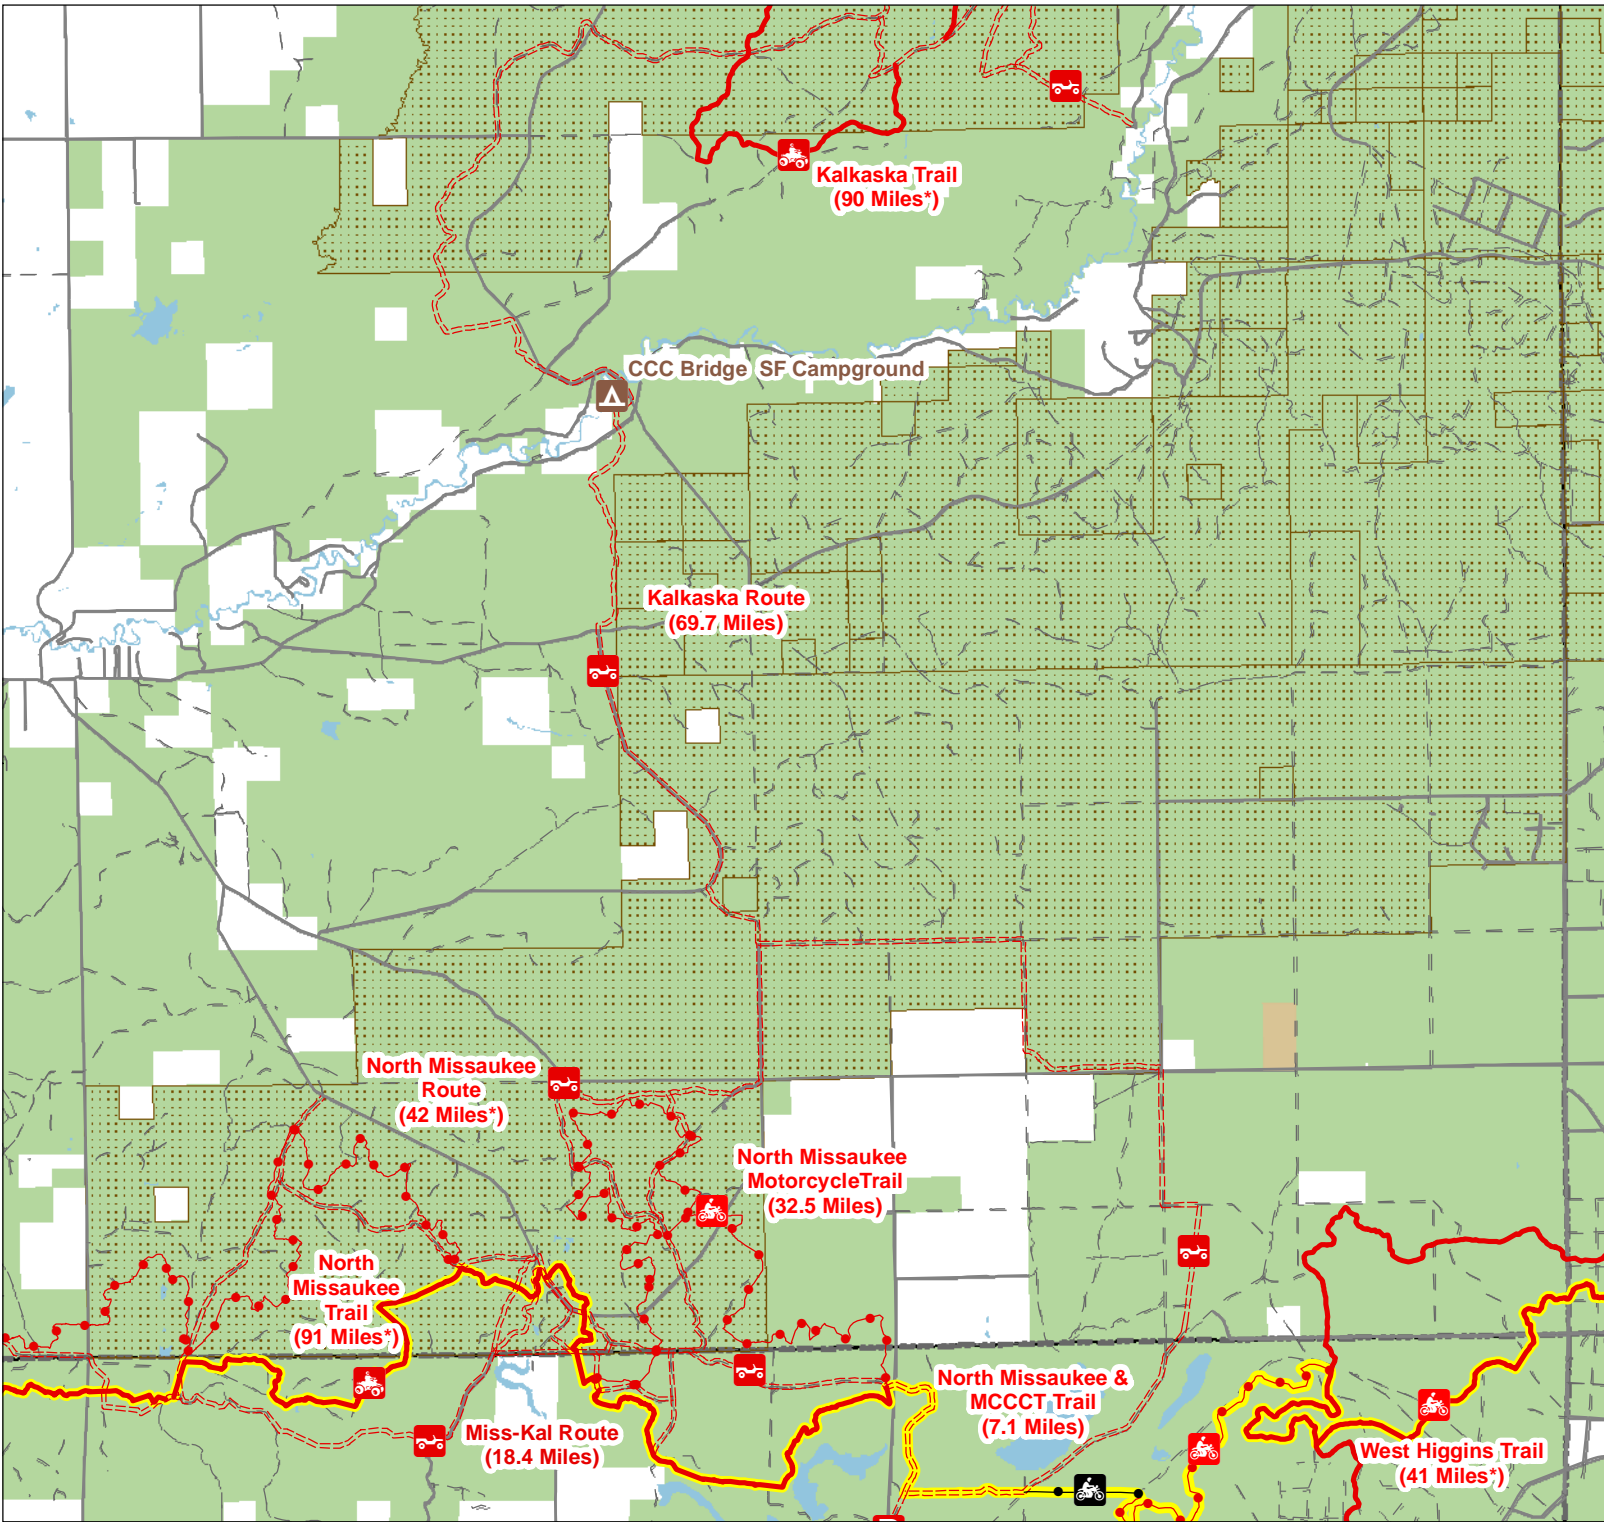 Kalkaska Trail
(90 Miles*)
CCC Bridge SF Campground
Kalkaska Route
(69.7 Miles)
North Missaukee
Route
(42 Miles*)
North Missaukee
MotorcycleTrail
(32.5 Miles)
North
Missaukee
Trail
(91 Miles*)
North Missaukee &
MCCCT Trail
(7.1 Miles)
Miss-Kal Route
(18.4 Miles)
West Higgins Trail
(41 Miles*)